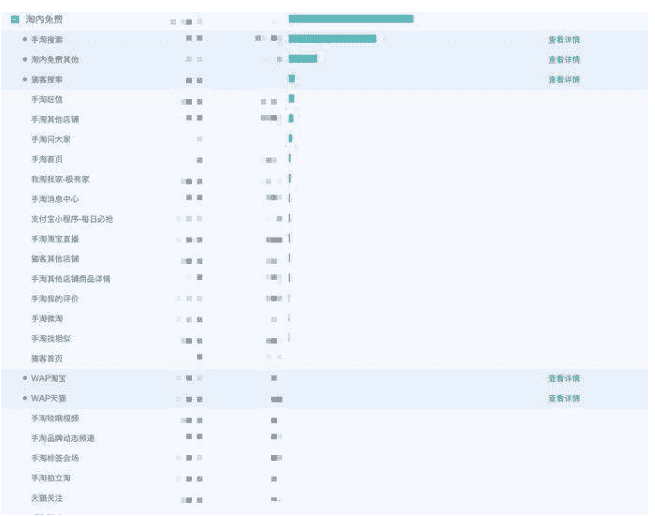 淘内免费
手淘搜索 查看详情
淘内免费其他 查看详情
猫客搜索 查看详情
手淘旺信
手淘其他店铺
手淘问大家
手淘首页
我淘我家-极有家
手淘消息中心
支付宝小程序-每日必抢
手淘淘宝直播
猫客其他店铺
手淘其他店铺商品详情
手淘我的评价
手淘微淘
手淘找相似
猫客首页
WAP淘宝 查看详情
WAP天猫 查看详情
手淘哇哦视频
手淘品牌动态频道
手淘标签会场
手淘拍立淘
天猫关注